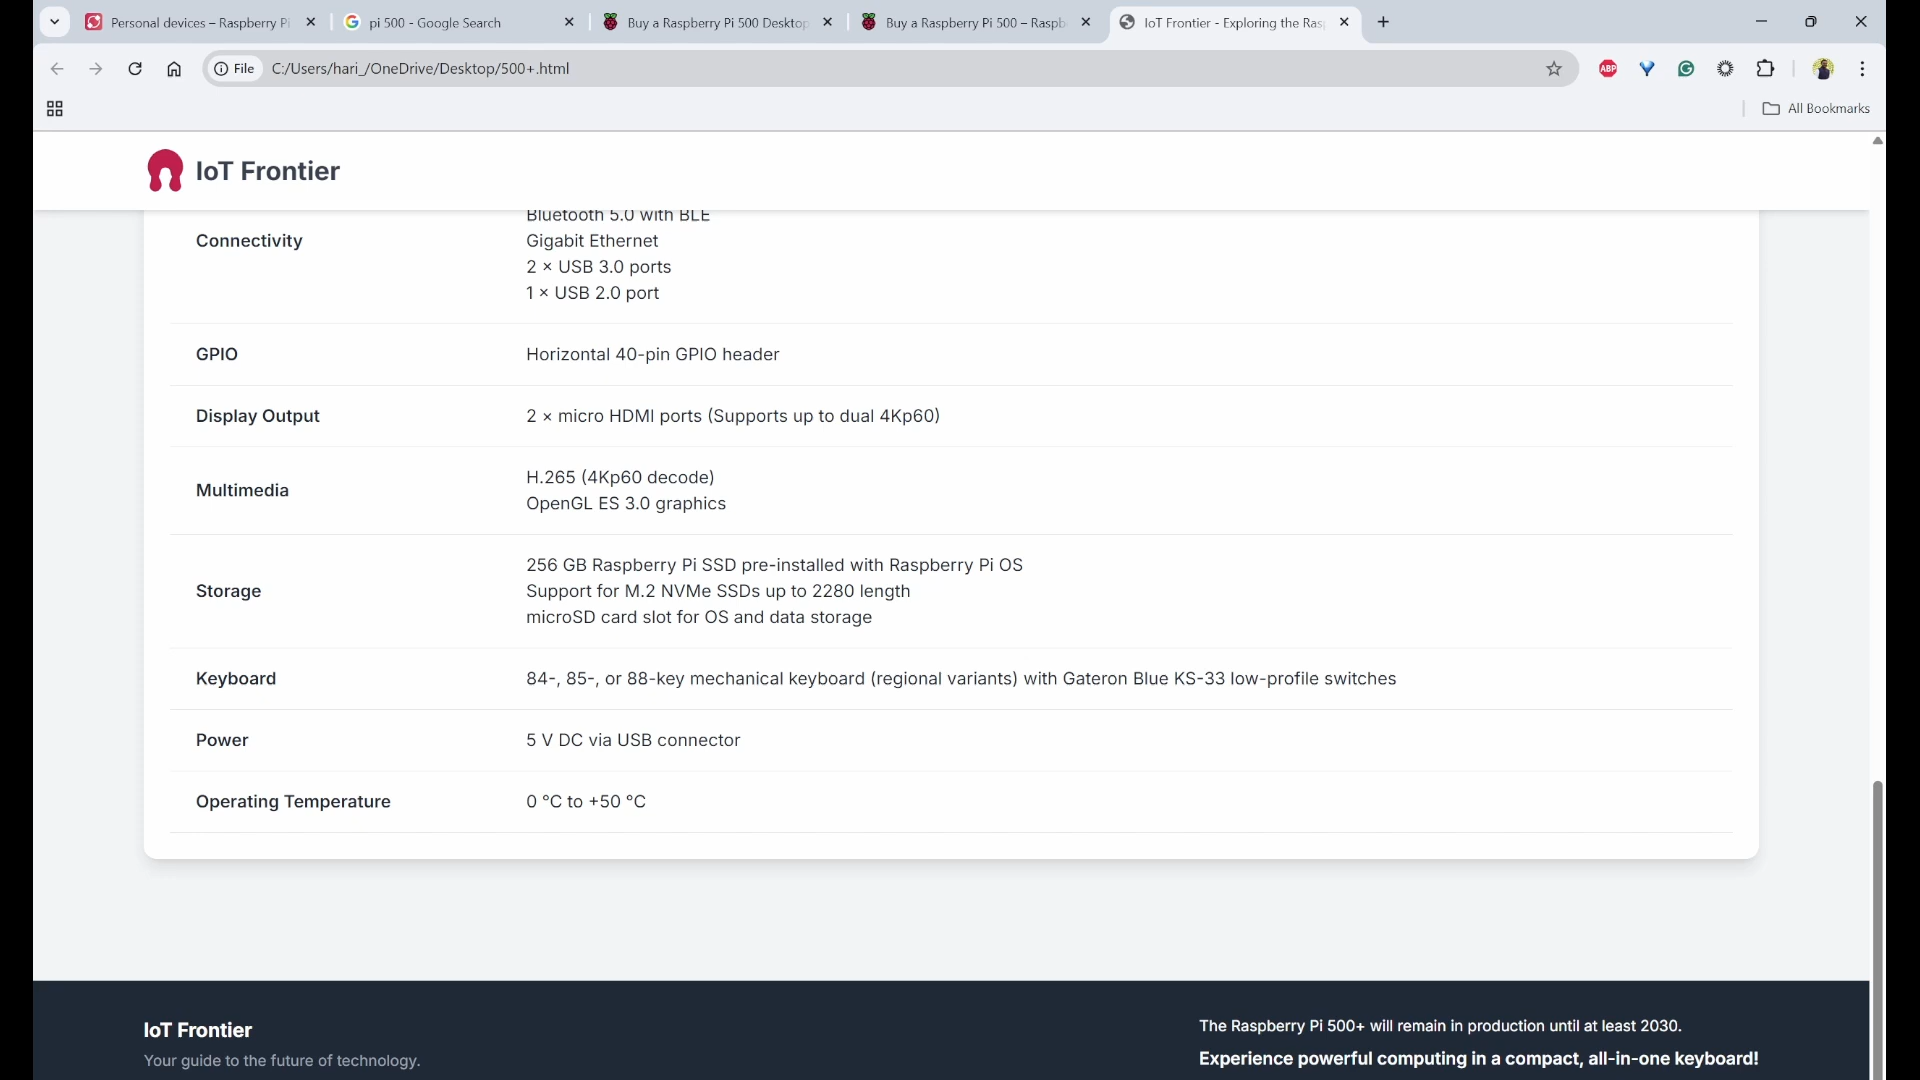 Personal devices – Raspberry Pi
pi 500 - Google Search
Buy a Raspberry Pi 500 Desktop
Buy a Raspberry Pi 500 – Raspb
IoT Frontier - Exploring the Rasp
File
C:/Users/hari_/OneDrive/Desktop/500+.html
ABP
All Bookmarks
IoT Frontier
Bluetooth 5.0 with BLE
Connectivity
Gigabit Ethernet
2 × USB 3.0 ports
1 × USB 2.0 port
GPIO
Horizontal 40-pin GPIO header
Display Output
2 × micro HDMI ports (Supports up to dual 4Kp60)
Multimedia
H.265 (4Kp60 decode)
OpenGL ES 3.0 graphics
Storage
256 GB Raspberry Pi SSD pre-installed with Raspberry Pi OS
Support for M.2 NVMe SSDs up to 2280 length
microSD card slot for OS and data storage
Keyboard
84-, 85-, or 88-key mechanical keyboard (regional variants) with Gateron Blue KS-33 low-profile switches
Power
5 V DC via USB connector
Operating Temperature
0 °C to +50 °C
IoT Frontier
Your guide to the future of technology.
The Raspberry Pi 500+ will remain in production until at least 2030.
Experience powerful computing in a compact, all-in-one keyboard!